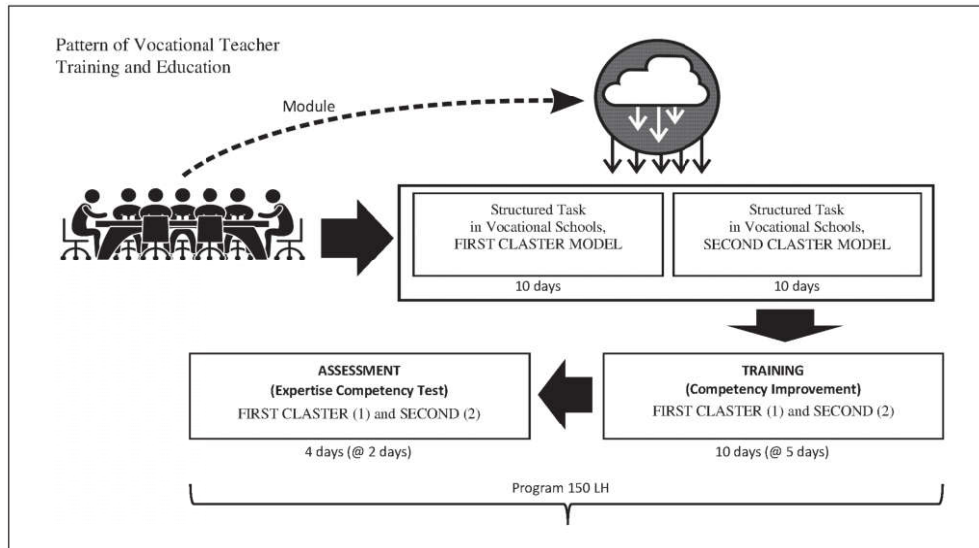 Pattern of Vocational Teacher
Training and Education
Module
Structured Task
in Vocational Schools,
FIRST CLASTER MODEL
10 days
Structured Task
in Vocational Schools,
SECOND CLASTER MODEL
10 days
ASSESSMENT
(Expertise Competency Test)
FIRST CLASTER (1) and SECOND (2)
4 days (@ 2 days)
TRAINING
(Competency Improvement)
FIRST CLASTER (1) and SECOND (2)
10 days (@ 5 days)
Program 150 LH